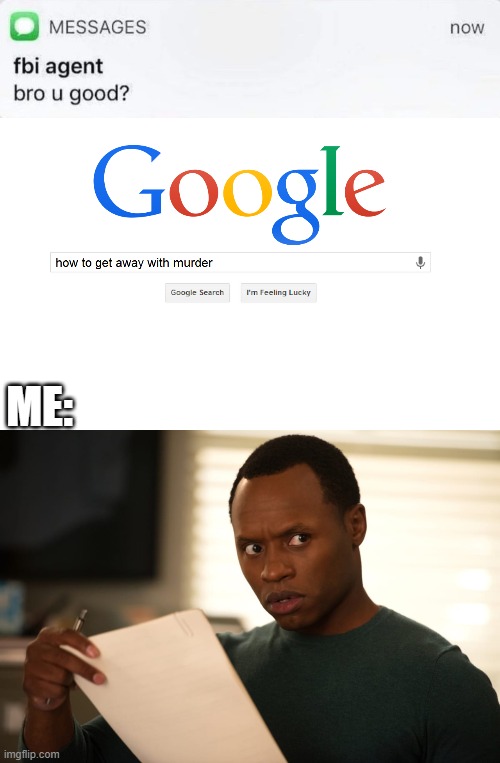 MESSAGES now
fbi agent
bro u good?
Google
how to get away with murder
Google Search I'm Feeling Lucky
ME:
imgflip.com